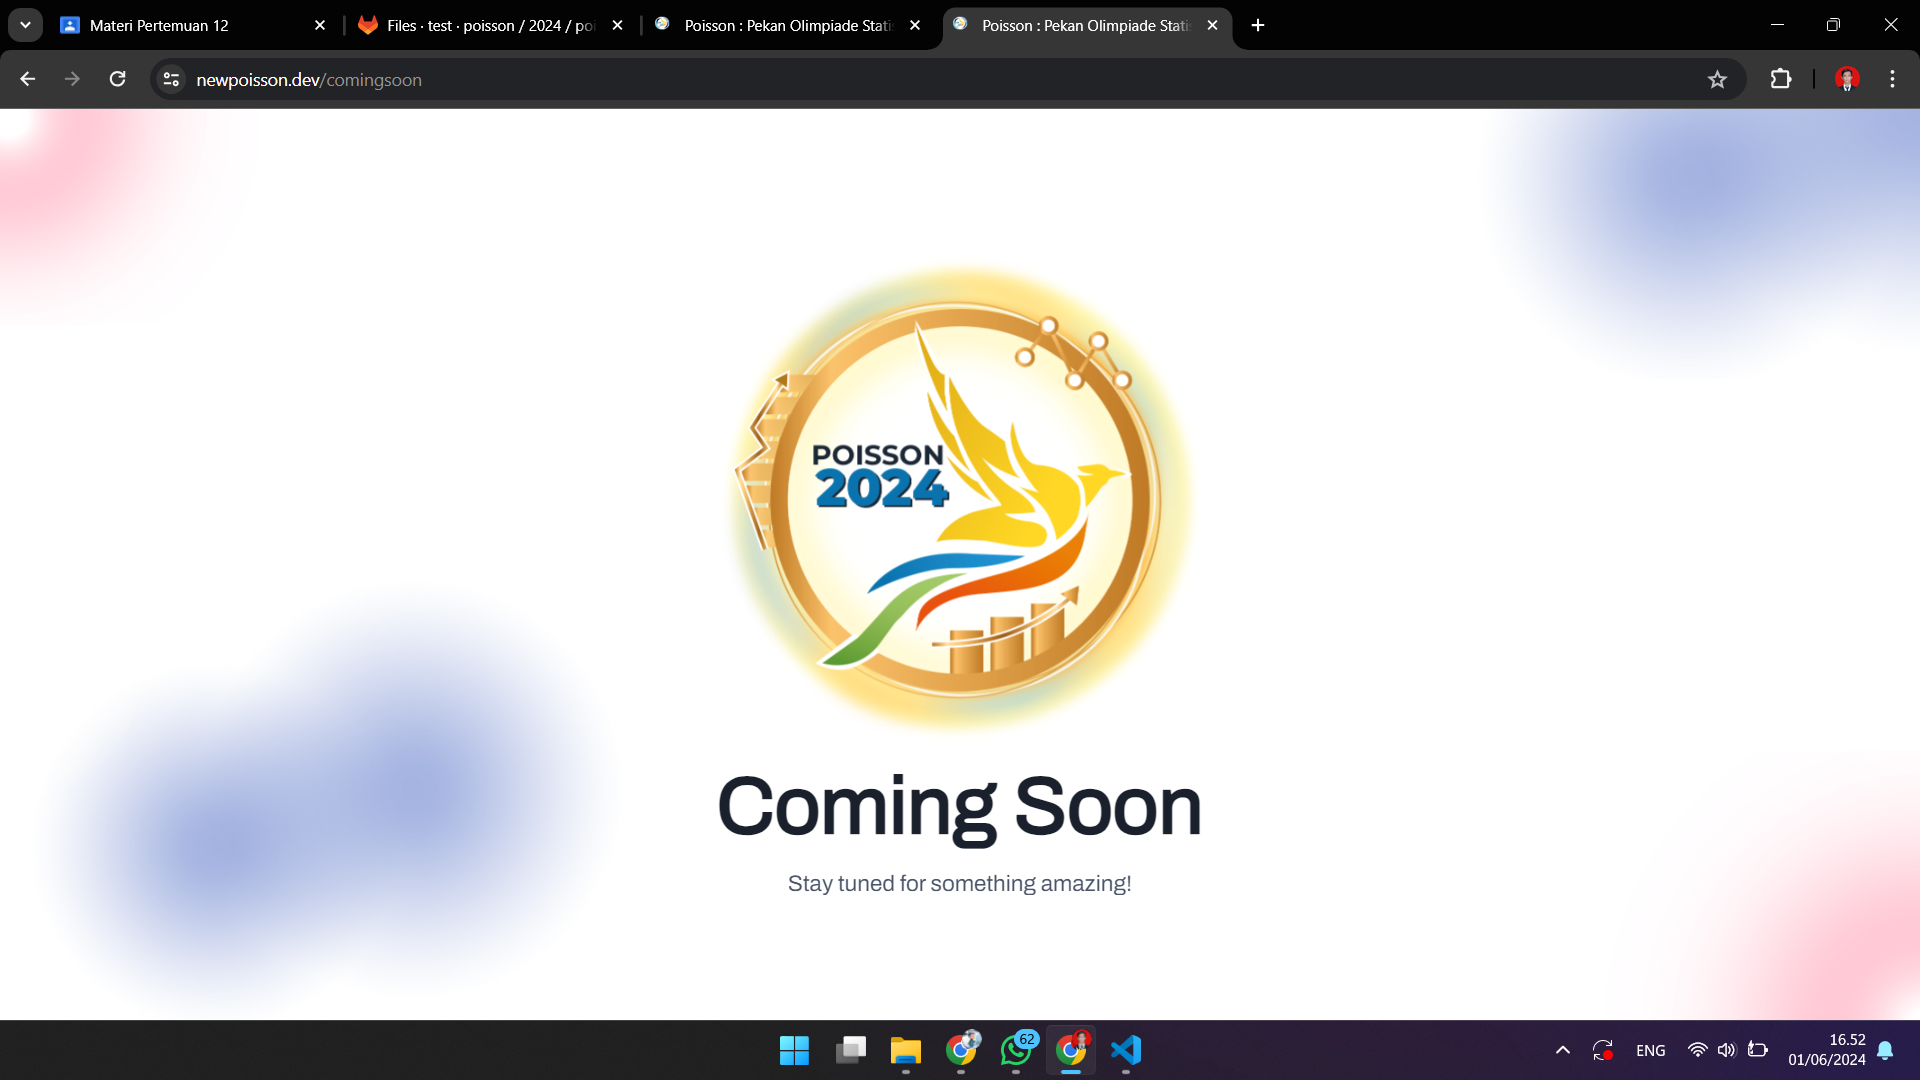 Materi Pertemuan 12
Files · test · poisson / 2024 / poi
Poisson : Pekan Olimpiade Stati
Poisson : Pekan Olimpiade Statis
newpoisson.dev/comingsoon
POISSON
2024
Coming Soon
Stay tuned for something amazing!
62
ENG
16.52
01/06/2024